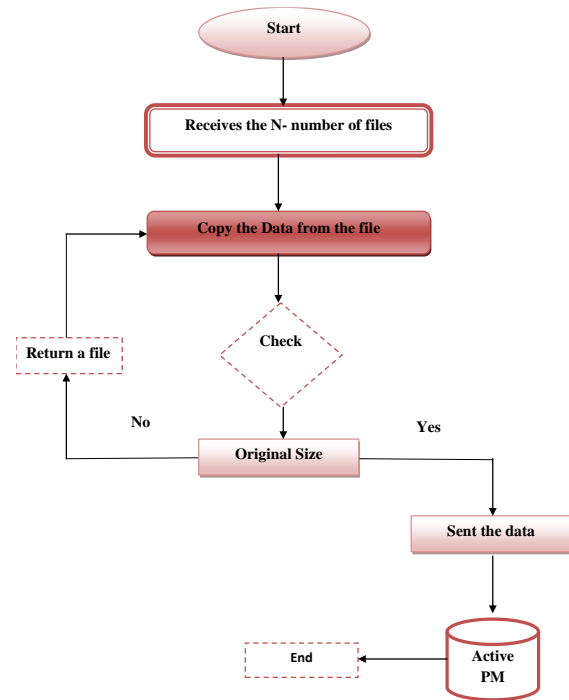 Start
Receives the N- number of files
Copy the Data from the file
Check
Return a file
No
Yes
Original Size
Sent the data
Active
PM
End